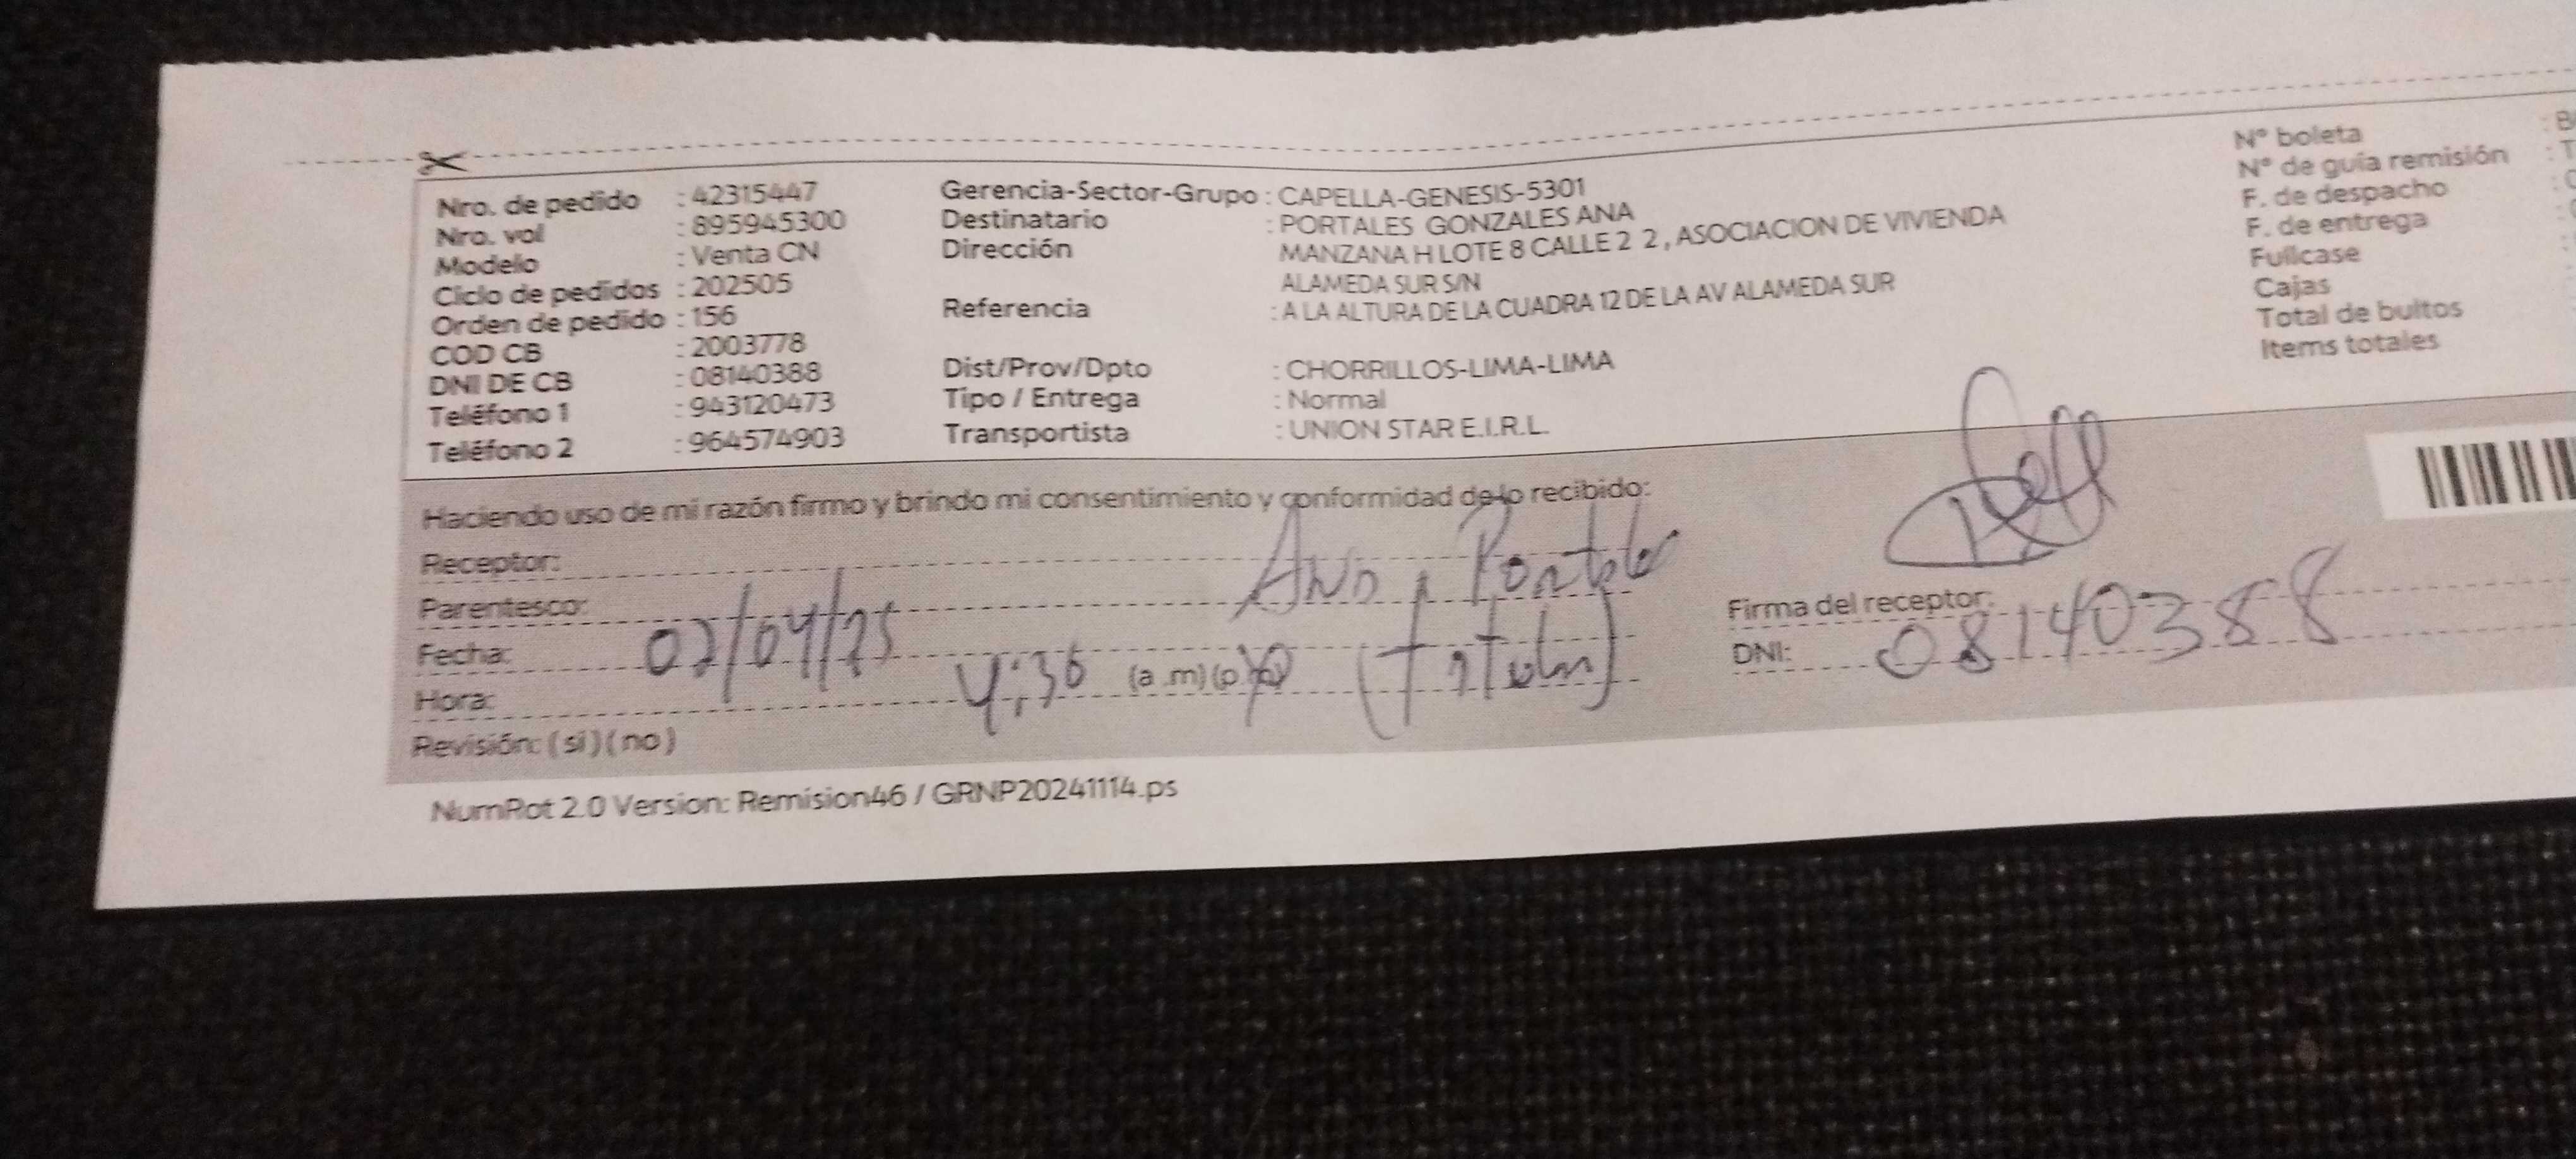 Nro. de pedido : 42315447
Nro. vol : 895945300
Modelo : Venta CN
Ciclo de pedidos : 202505
Orden de pedido : 156
COD CB : 2003778
DNI DE CB : 08140388
Teléfono 1 : 943120473
Teléfono 2 : 964574903
Gerencia-Sector-Grupo : CAPELLA-GENESIS-5301
Destinatario : PORTALES GONZALES ANA
Dirección MANZANA H LOTE 8 CALLE 2 2, ASOCIACION DE VIVIENDA
ALAMEDA SUR S/N
Referencia : A LA ALTURA DE LA CUADRA 12 DE LA AV ALAMEDA SUR
Dist/Prov/Dpto : CHORRILLOS-LIMA-LIMA
Tipo / Entrega : Normal
Transportista : UNION STAR E.I.R.L.
N° boleta
N° de guía remisión
F. de despacho
F. de entrega
Fullcase
Cajas
Total de bultos
Items totales
Haciendo uso de mi razón firmo y brindo mi consentimiento y conformidad de lo recibido:
Receptor: Ana Portales
Parentesco: (Titular)
Fecha: 02/04/25
Hora: 4:30 (a.m)(p.m)
Revisión: (si)(no)
Firma del receptor:
DNI: 08140388
NumRot 2.0 Version: Remision46 / GRNP20241114.ps